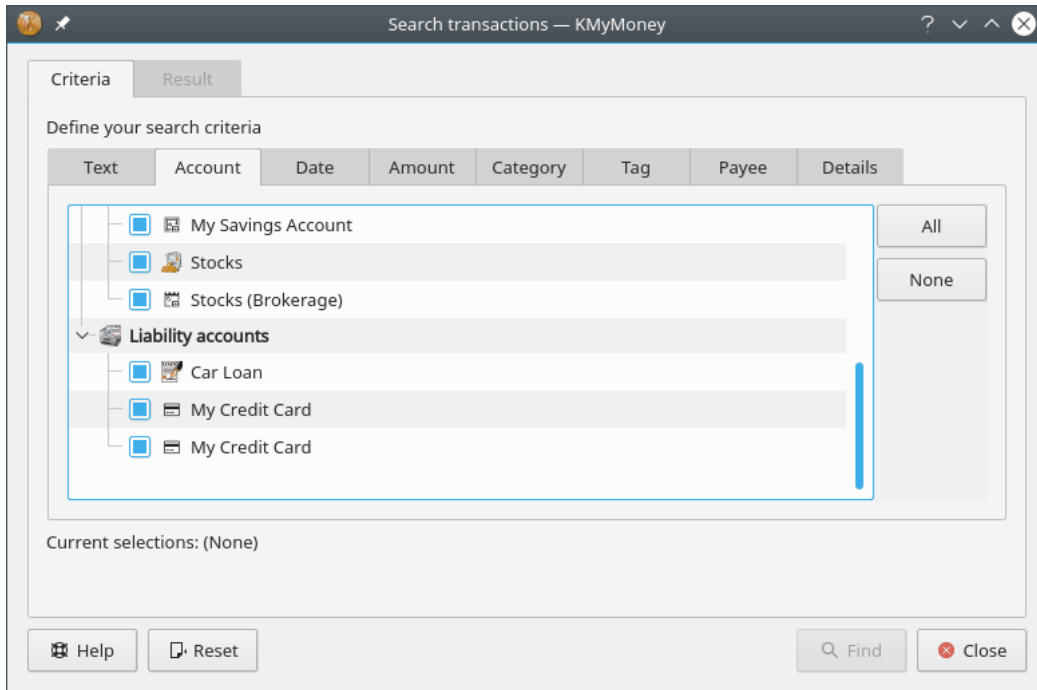 Search transactions — KMyMoney
Criteria Result
Define your search criteria
Text Account Date Amount Category Tag Payee Details
My Savings Account
All
Stocks
None
Stocks (Brokerage)
Liability accounts
Car Loan
My Credit Card
My Credit Card
Current selections: (None)
Help Reset Find Close